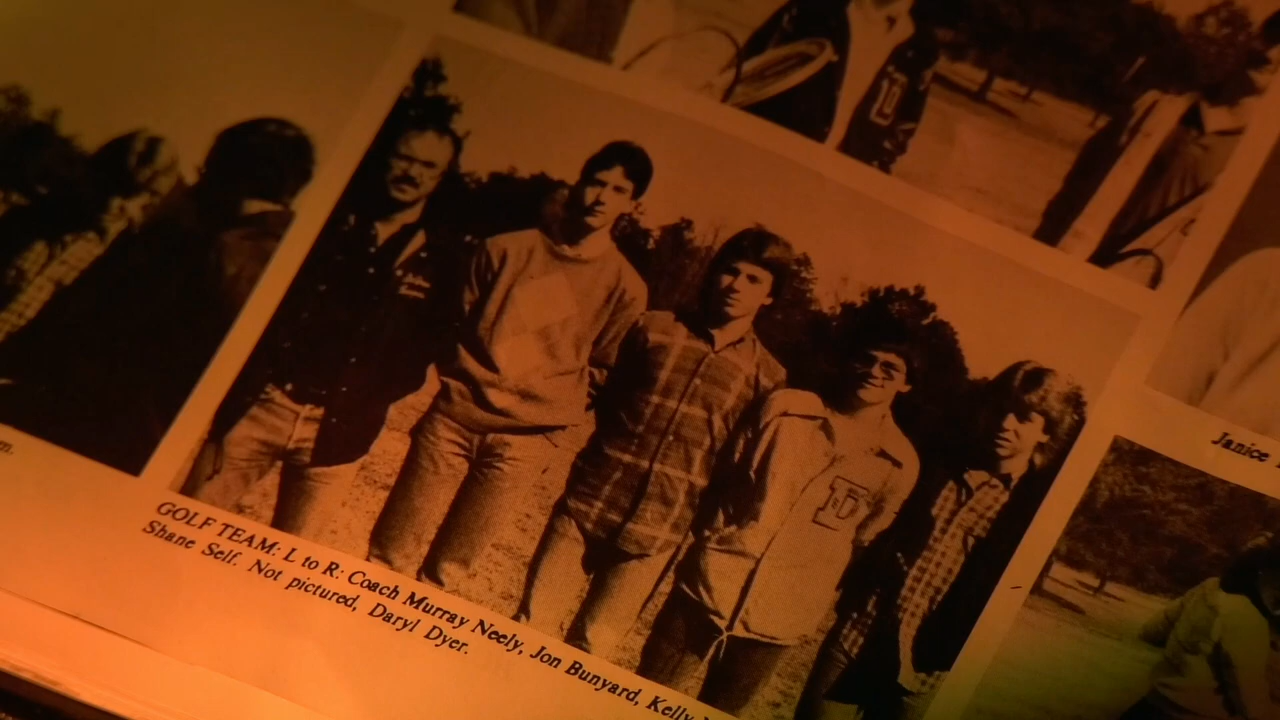 GOLF TEAM: L to R: Coach Murray Neely, Jon Bunyard, Kelly
Shane Self. Not pictured, Daryl Dyer.
Janice